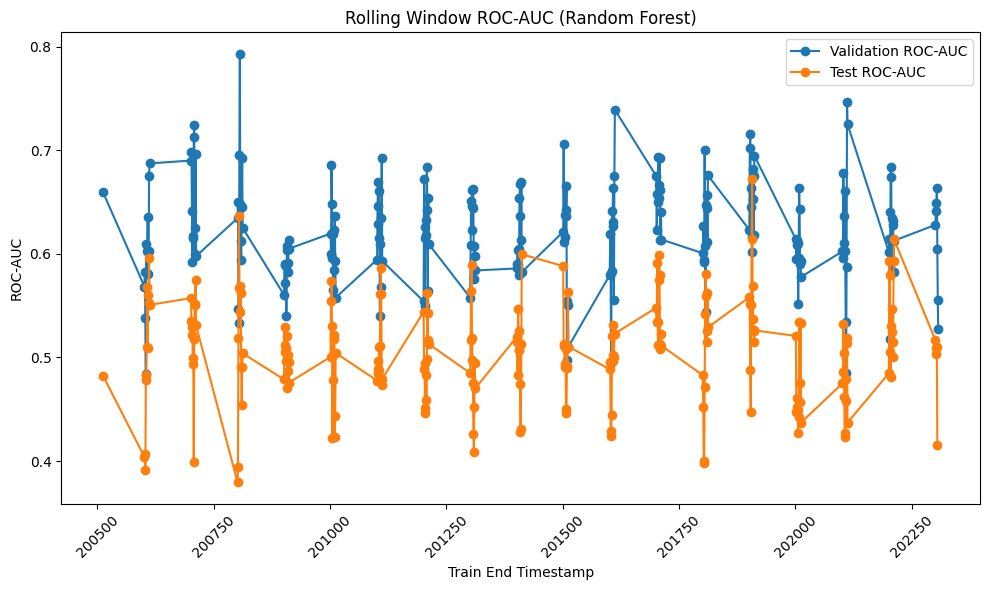 Rolling Window ROC-AUC (Random Forest)
Validation ROC-AUC
Test ROC-AUC
ROC-AUC
0.8
0.7
0.6
0.5
0.4
200500
200750
201000
201250
201500
201750
202000
202250
Train End Timestamp